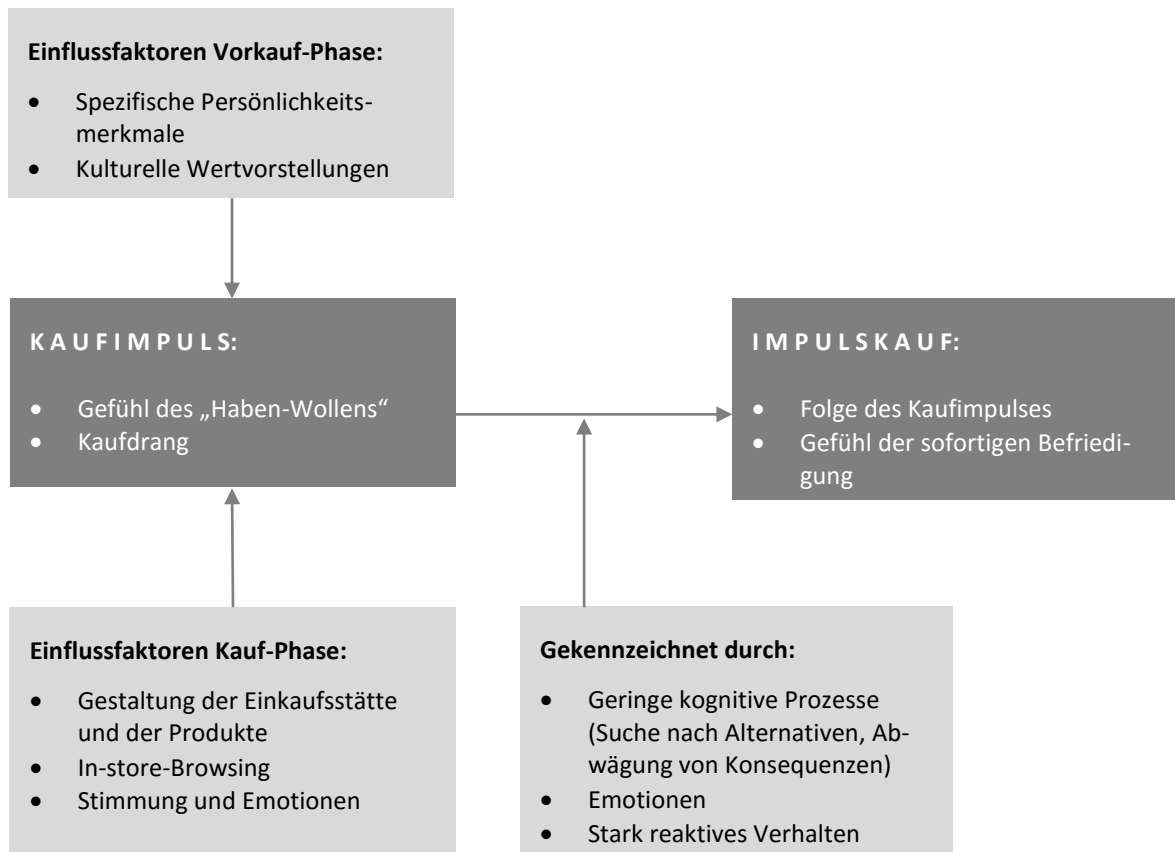 Einflussfaktoren Vorkauf-Phase:
• Spezifische Persönlichkeits-
merkmale
• Kulturelle Wertvorstellungen
K A U F I M P U L S:
• Gefühl des „Haben-Wollens“
• Kaufdrang
I M P U L S K A U F:
• Folge des Kaufimpulses
• Gefühl der sofortigen Befriedi-
gung
Einflussfaktoren Kauf-Phase:
• Gestaltung der Einkaufsstätte
und der Produkte
• In-store-Browsing
• Stimmung und Emotionen
Gekennzeichnet durch:
• Geringe kognitive Prozesse
(Suche nach Alternativen, Ab-
wägung von Konsequenzen)
• Emotionen
• Stark reaktives Verhalten